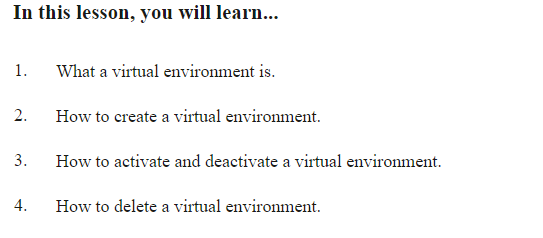 In this lesson, you will learn...
1. What a virtual environment is.
2. How to create a virtual environment.
3. How to activate and deactivate a virtual environment.
4. How to delete a virtual environment.